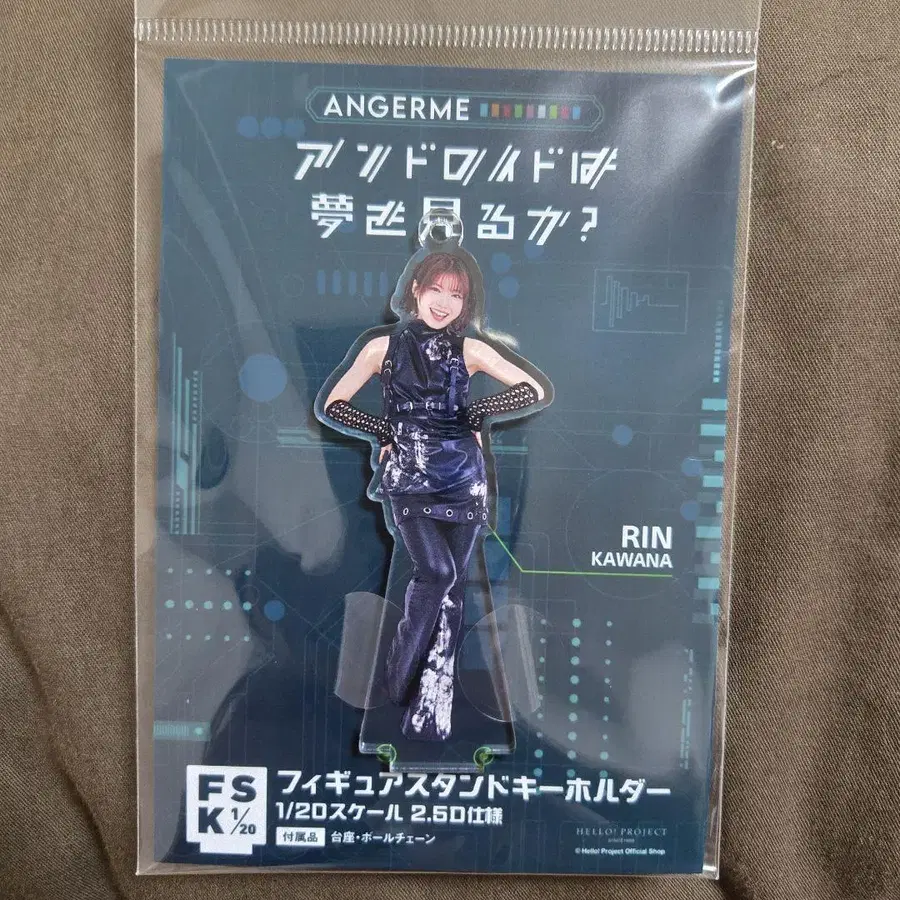 ANGERME
アンドロイドは
夢を見るか?
RIN
KAWANA
FSK 1/20
フィギュアスタンドキーホルダー
1/20スケール 2.5D仕様
付属品 台座・ボールチェーン
HELLO! PROJECT
© Hello! Project Official Shop